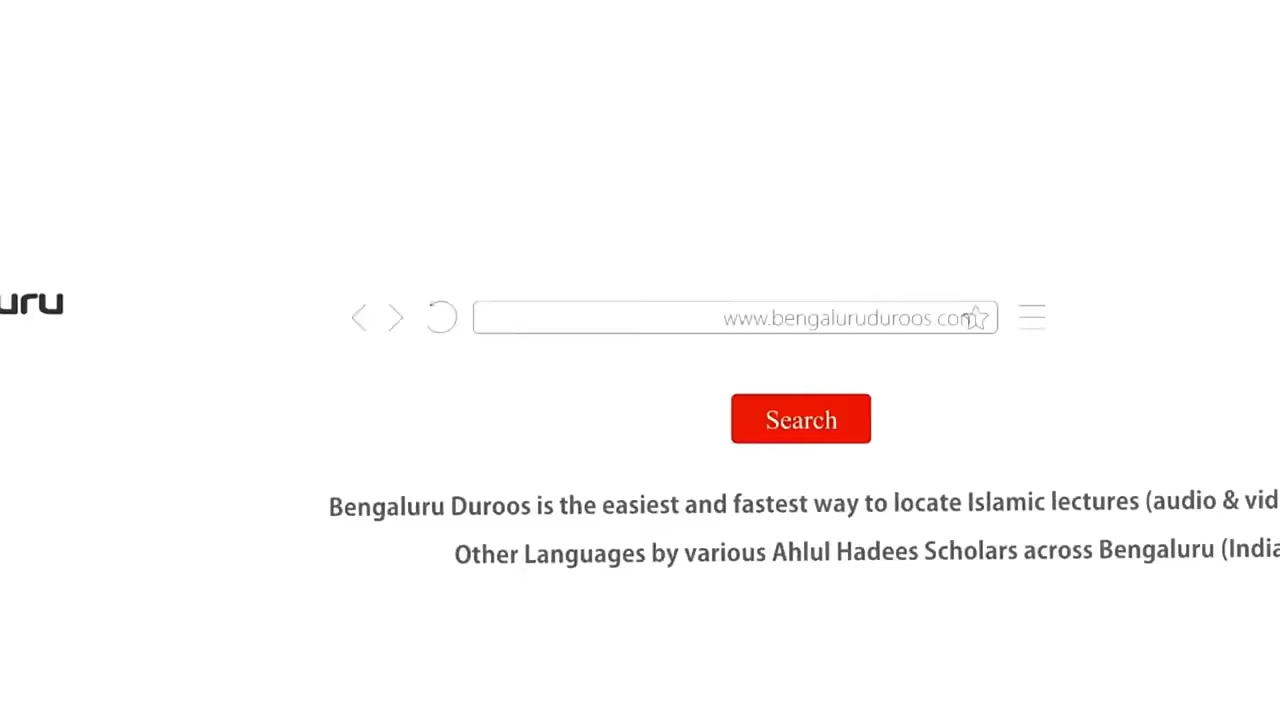 uru
www.bengaluruduroos.com
Search
Bengaluru Duroos is the easiest and fastest way to locate Islamic lectures (audio & vid
Other Languages by various Ahlul Hadees Scholars across Bengaluru (India